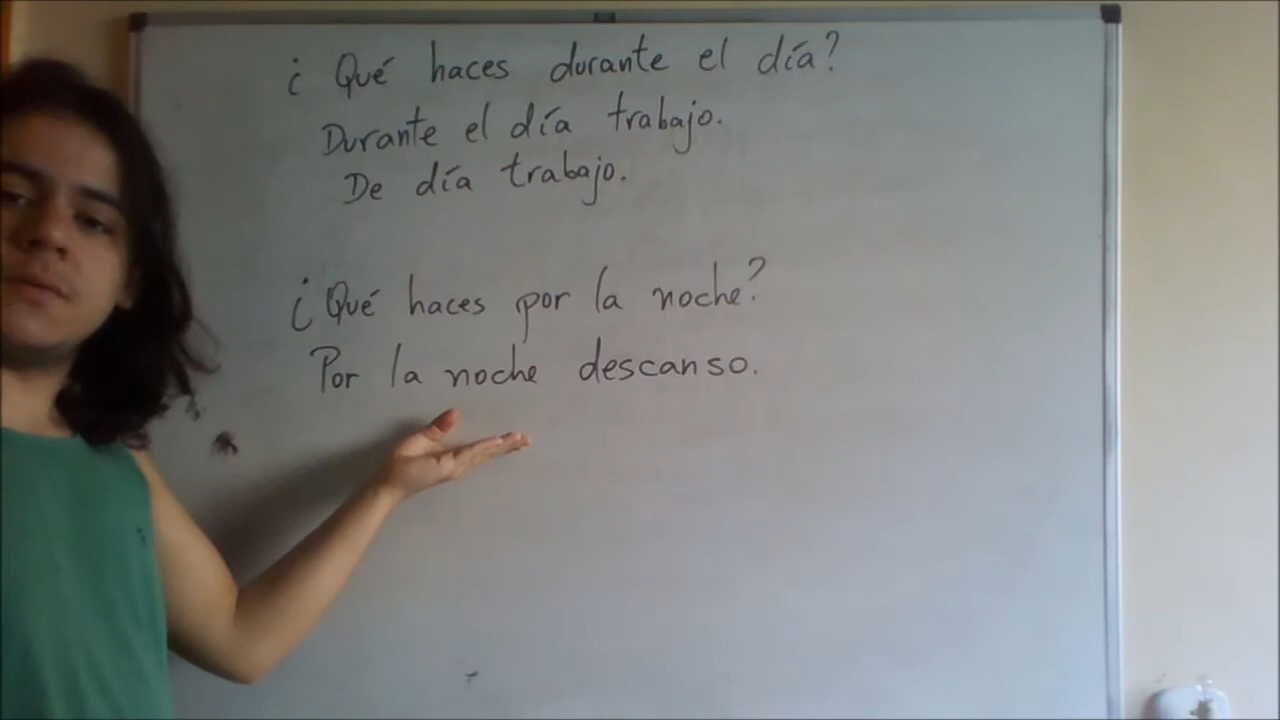 ¿Qué haces durante el día?
Durante el día trabajo.
De día trabajo.
¿Qué haces por la noche?
Por la noche descanso.